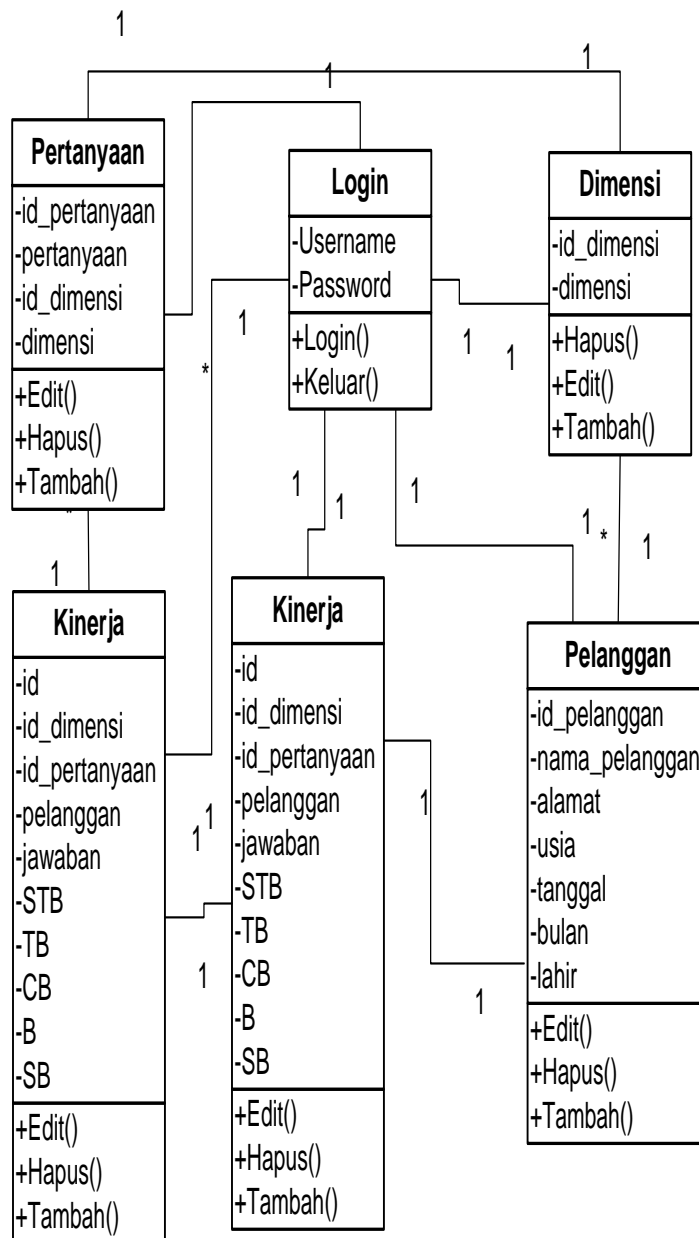 1
1
1
Pertanyaan
-id_pertanyaan
-pertanyaan
-id_dimensi
-dimensi
+Edit()
+Hapus()
+Tambah()
Login
-Username
-Password
+Login()
+Keluar()
Dimensi
-id_dimensi
-dimensi
+Hapus()
+Edit()
+Tambah()
1
*
1
1
1
1
1
1
*
1
*
1
Kinerja
-id
-id_dimensi
-id_pertanyaan
-pelanggan
-jawaban
-STB
-TB
-CB
-B
-SB
+Edit()
+Hapus()
+Tambah()
1
1
1
Kinerja
-id
-id_dimensi
-id_pertanyaan
-pelanggan
-jawaban
-STB
-TB
-CB
-B
-SB
+Edit()
+Hapus()
+Tambah()
1
1
Pelanggan
-id_pelanggan
-nama_pelanggan
-alamat
-usia
-tanggal
-bulan
-lahir
+Edit()
+Hapus()
+Tambah()